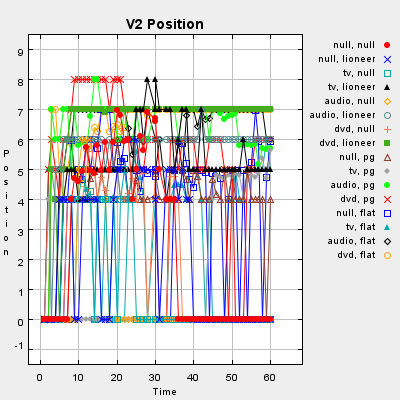 V2 Position
9
8
7
6
5
4
3
2
1
0
-1
Position
0
10
20
30
40
50
60
Time
null, null
null, lioneer
tv, null
tv, lioneer
audio, null
audio, lioneer
dvd, null
dvd, lioneer
null, pg
tv, pg
audio, pg
dvd, pg
null, flat
tv, flat
audio, flat
dvd, flat